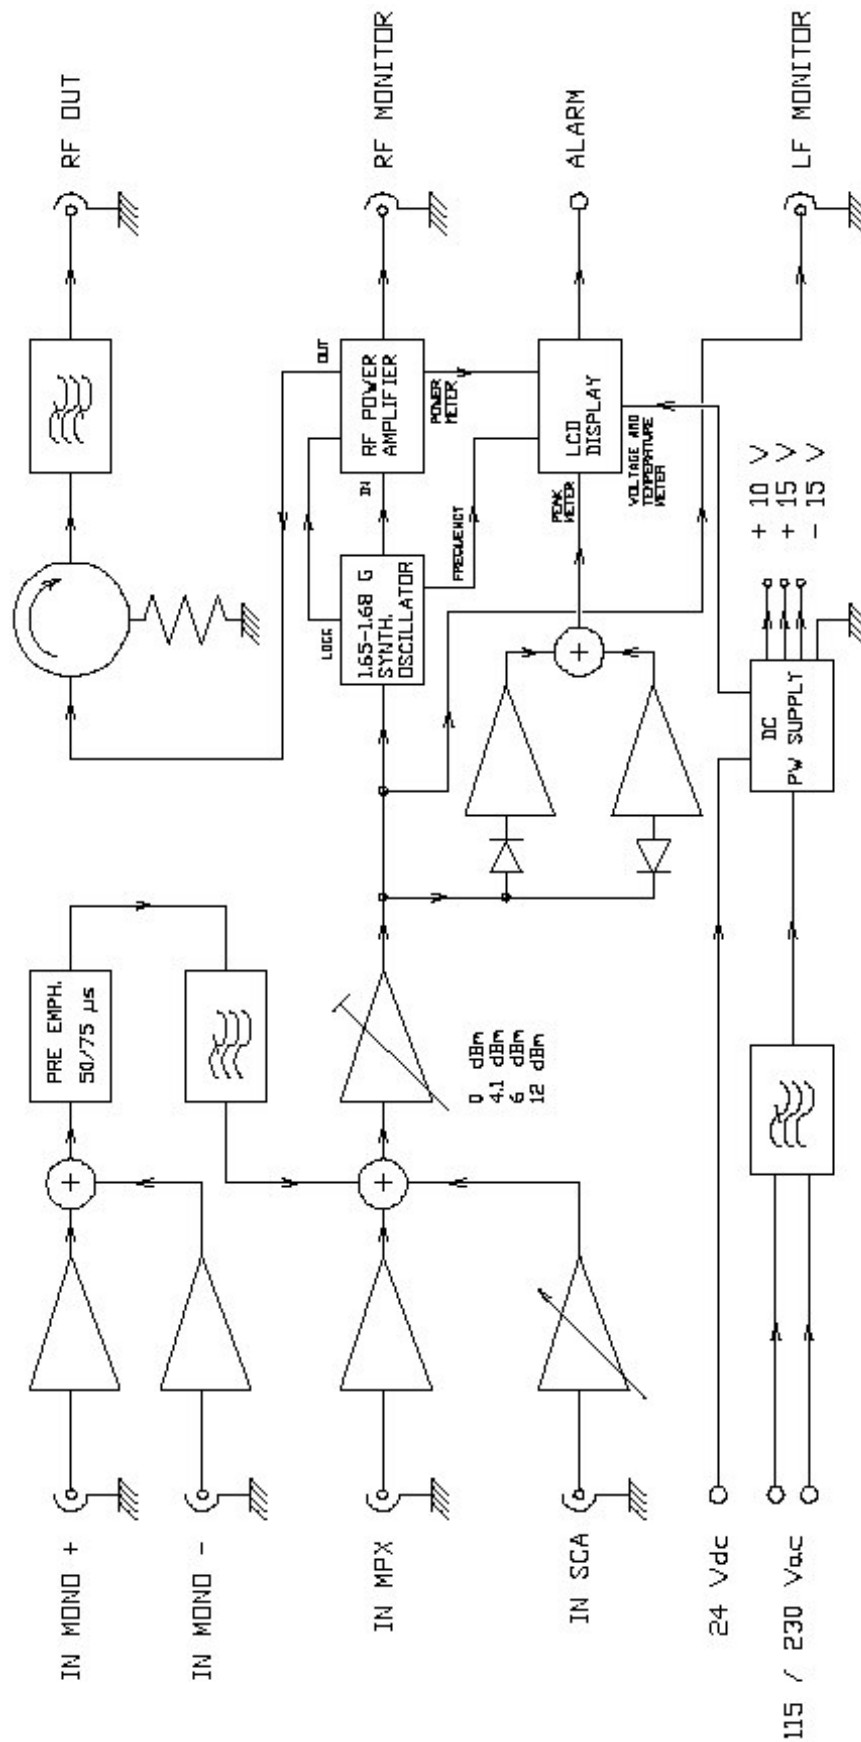 IN MONO +
IN MONO -
IN MPX
IN SCA
24 Vdc
115 / 230 Vac
PRE EMPH.
50/75 µs
0 dBm
4.1 dBm
6 dBm
12 dBm
LOCK
1.65-1.68 G
SYNTH.
OSCILLATOR
FREQUENCY
IN
RF POWER
AMPLIFIER
OUT
POWER
METER
PEAK
METER
LCD
DISPLAY
VOLTAGE AND
TEMPERATURE
METER
DC
PW SUPPLY
+ 10 V
+ 15 V
- 15 V
RF OUT
RF MONITOR
ALARM
LF MONITOR